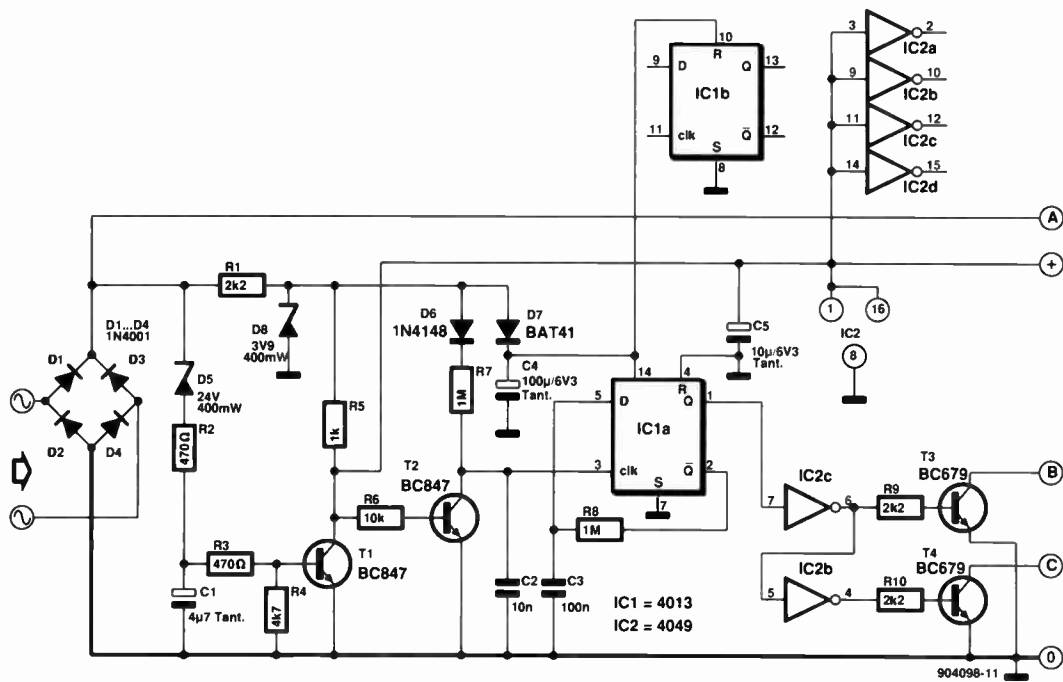 10
R
9
D
Q
13
IC1b
11
clk
Q̅
12
S
8
3
2
IC2a
9
10
IC2b
11
12
IC2c
14
15
IC2d
A
+
R1
2k2
D1...D4
1N4001
D1
D3
D2
D4
D5
24V
400mW
R2
470Ω
D8
3V9
400mW
D6
1N4148
D7
BAT41
R7
1M
C4
100µ/6V3
Tant.
R5
1k
C5
10µ/6V3
Tant.
1
16
IC2
8
14
4
R
5
D
Q
1
IC1a
3
clk
Q̅
2
S
7
T2
BC847
R6
10k
R8
1M
IC2c
7
6
R9
2k2
T3
BC679
B
R3
470Ω
T1
BC847
R4
4k7
C1
4µ7 Tant.
C2
10n
C3
100n
IC1 = 4013
IC2 = 4049
IC2b
5
4
R10
2k2
T4
BC679
C
0
904098-11